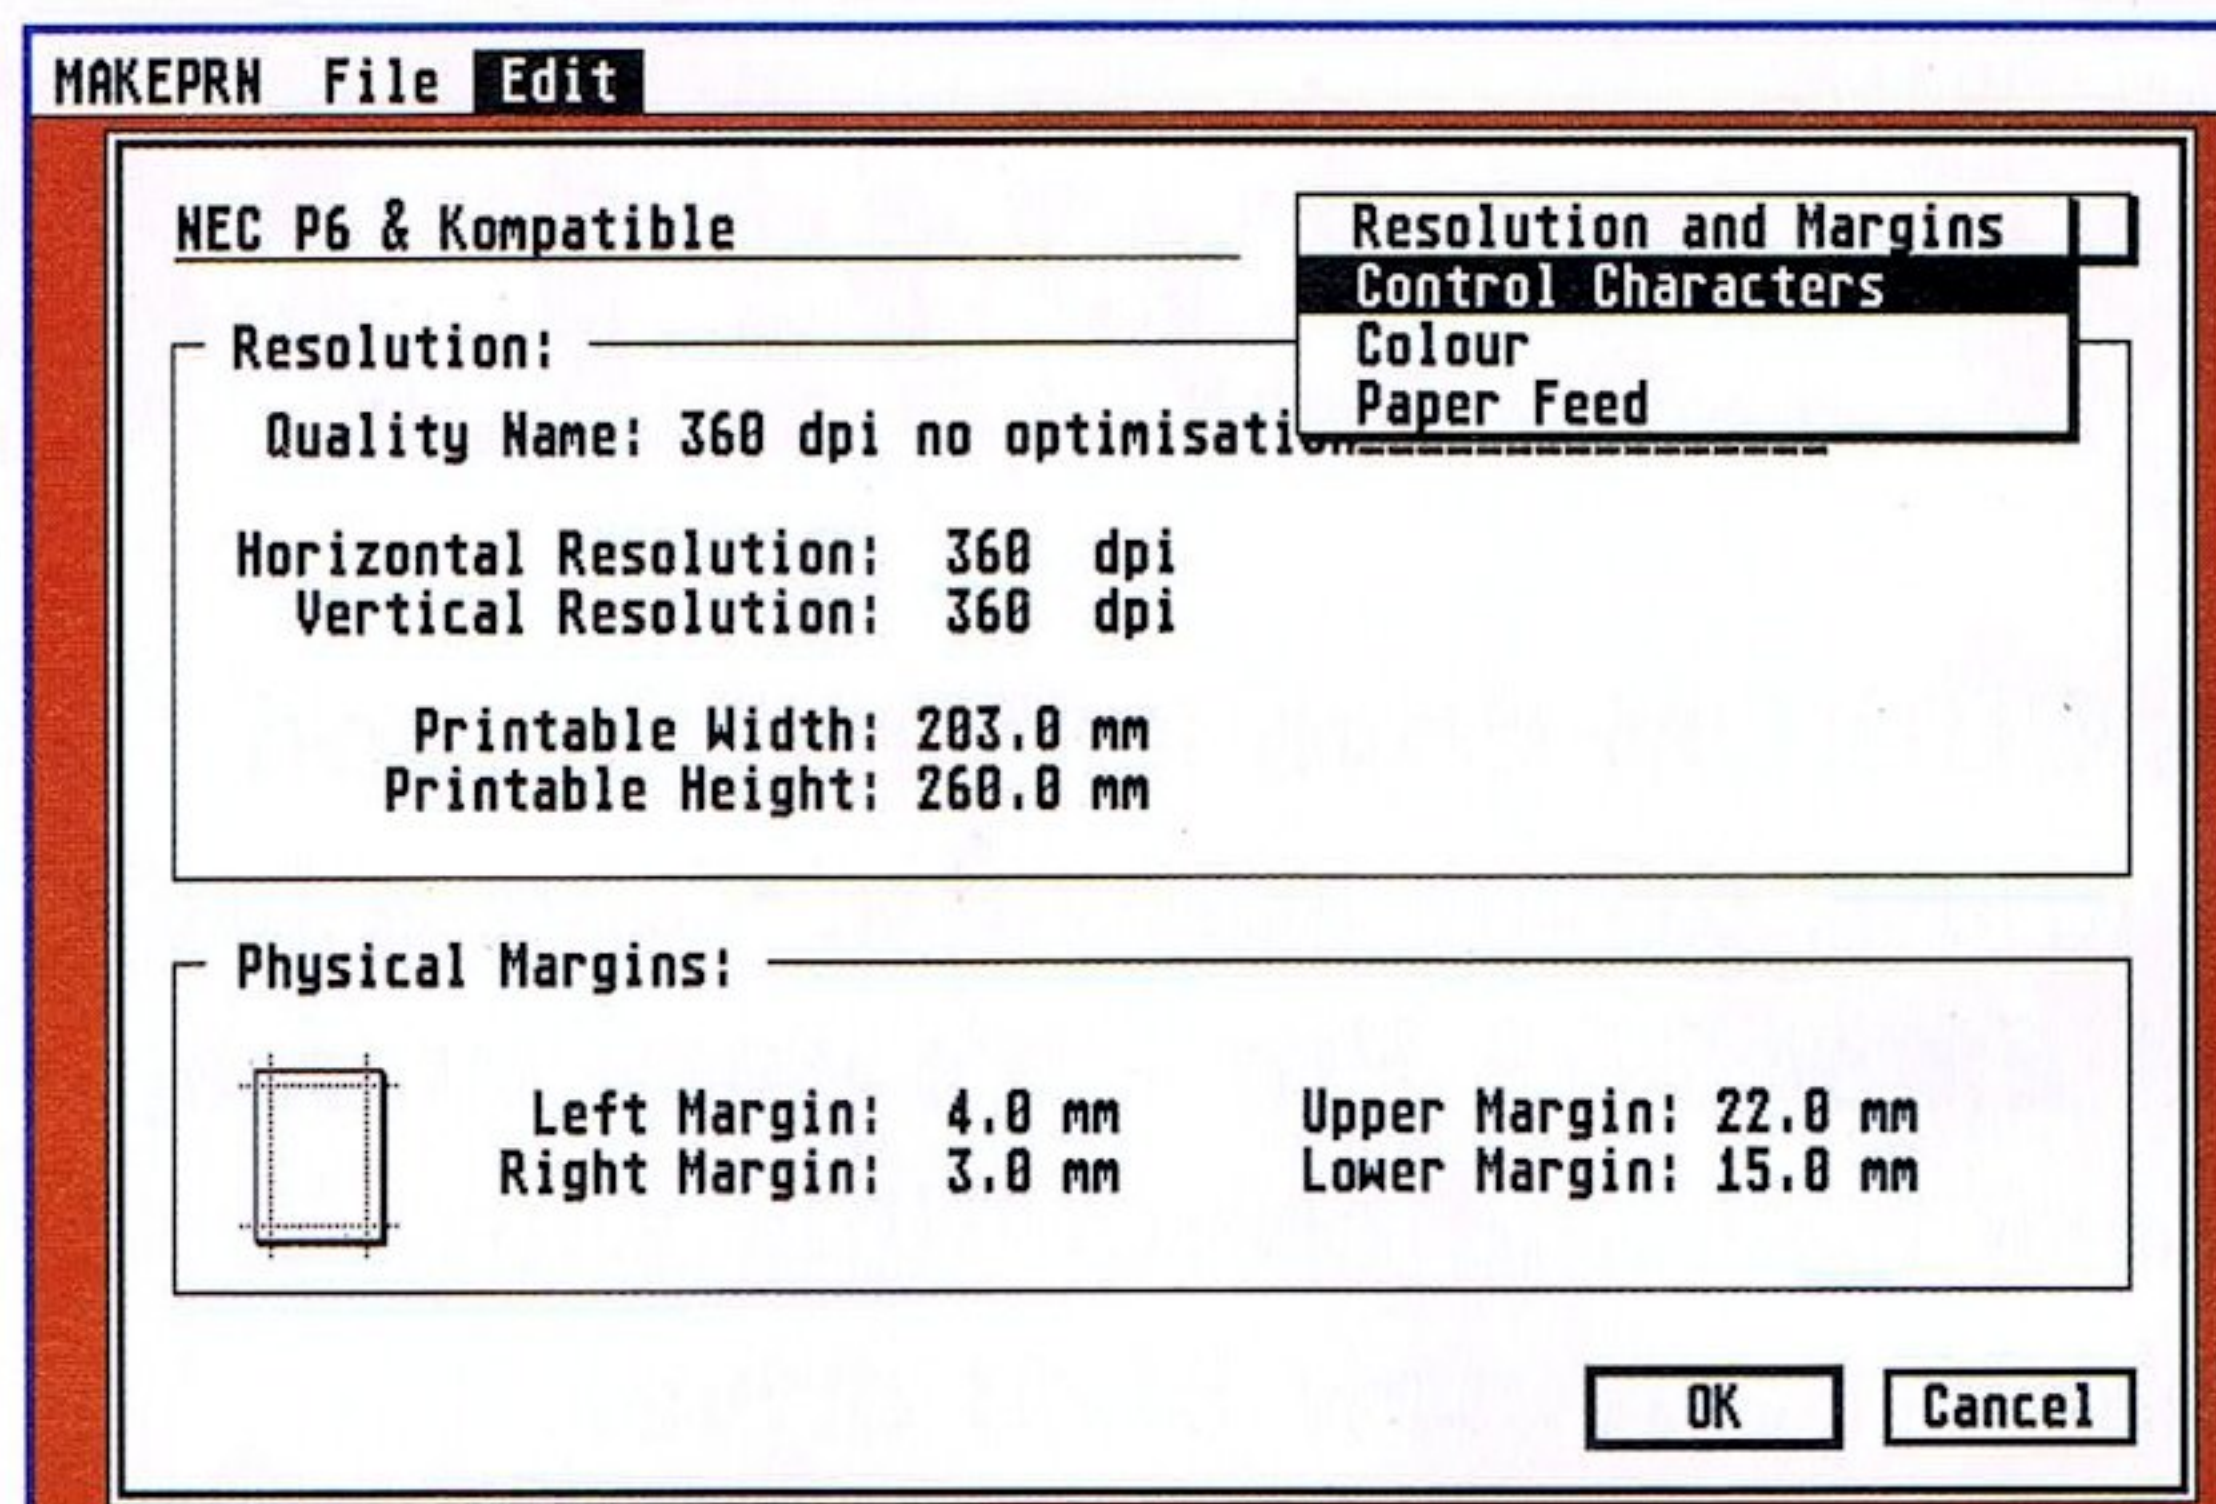 MAKEPRN File Edit
NEC P6 & Kompatible
Resolution and Margins
Control Characters
Colour
Paper Feed
Resolution:
Quality Name: 360 dpi no optimisati
Horizontal Resolution: 360 dpi
Vertical Resolution: 360 dpi
Printable Width: 203.0 mm
Printable Height: 260.0 mm
Physical Margins:
Left Margin: 4.0 mm Upper Margin: 22.0 mm
Right Margin: 3.0 mm Lower Margin: 15.0 mm
OK Cancel